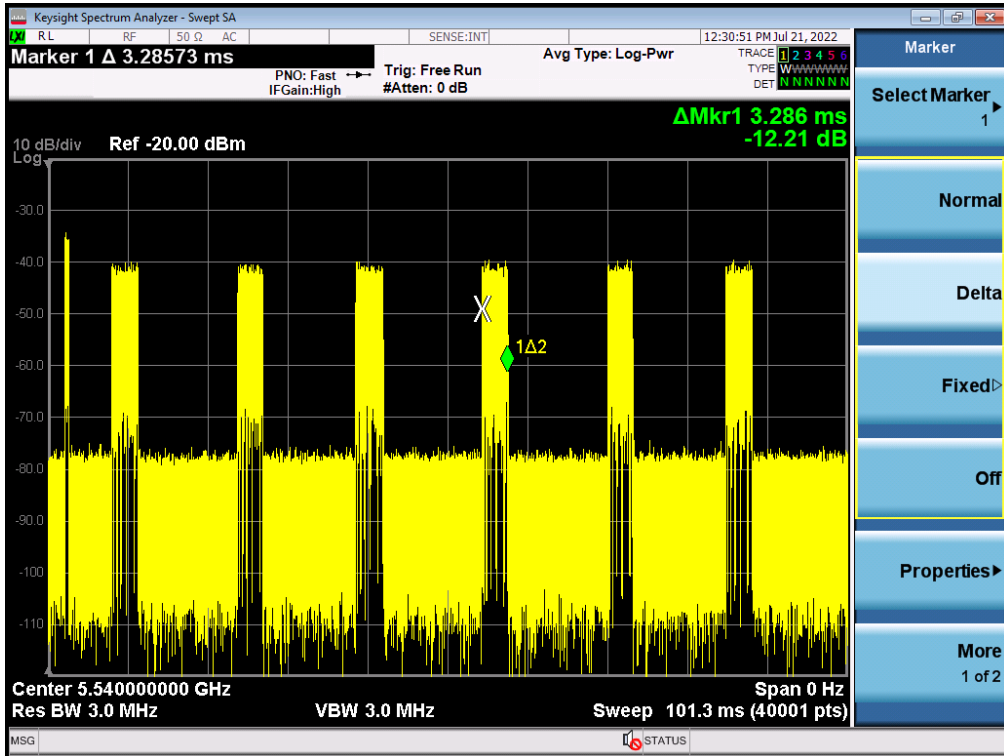 Keysight Spectrum Analyzer - Swept SA
LXI RL RF 50 Ω AC SENSE:INT 12:30:51 PM Jul 21, 2022
Marker 1 Δ 3.28573 ms
PNO: Fast
IFGain:High
Trig: Free Run
#Atten: 0 dB
Avg Type: Log-Pwr
TRACE 1 2 3 4 5 6
TYPE WWWWWW
DET N N N N N N
ΔMkr1 3.286 ms
-12.21 dB
10 dB/div Ref -20.00 dBm
Log
-30.0
-40.0
-50.0
1Δ2
-60.0
-70.0
-80.0
-90.0
-100
-110
Center 5.540000000 GHz Span 0 Hz
Res BW 3.0 MHz VBW 3.0 MHz Sweep 101.3 ms (40001 pts)
MSG STATUS
Marker
Select Marker
1
Normal
Delta
Fixed
Off
Properties
More
1 of 2